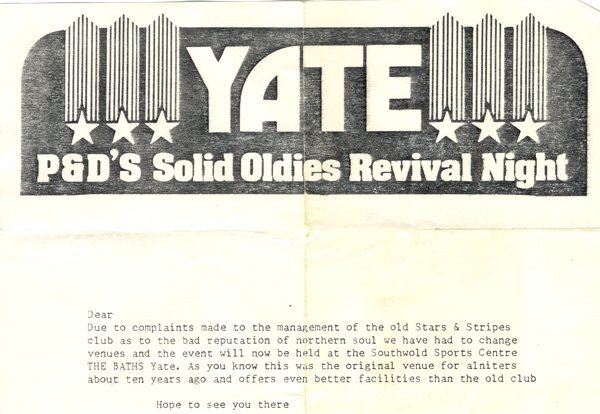 YATE
P&D'S Solid Oldies Revival Night
Dear
Due to complaints made to the management of the old Stars & Stripes
club as to the bad reputation of northern soul we have had to change
venues and the event will now be held at the Southwold Sports Centre
THE BATHS Yate. As you know this was the original venue for alniters
about ten years ago and offers even better facilities than the old club
Hope to see you there